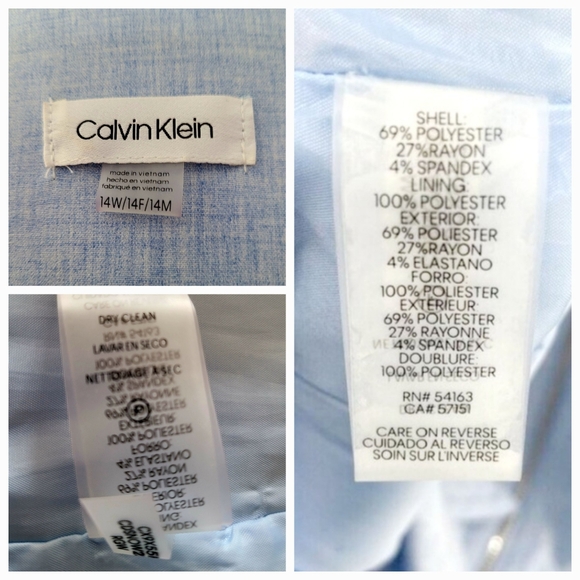 Calvin Klein
made in vietnam
hecho en vietnam
fabriqué en vietnam
14W/14F/14M
SHELL:
69% POLYESTER
27%RAYON
4% SPANDEX
LINING:
100% POLYESTER
EXTERIOR:
69% POLIESTER
27%RAYON
4% ELASTANO
FORRO:
100% POLIESTER
EXTERIEUR:
69% POLYESTER
27% RAYONNE
4% SPANDEX
DOUBLURE:
100% POLYESTER
RN# 54163
CA# 57151
CARE ON REVERSE
CUIDADO AL REVERSO
SOIN SUR L'INVERSE
DRY CLEAN
LAVAR EN SECO
NETTOYAGE A SEC
P